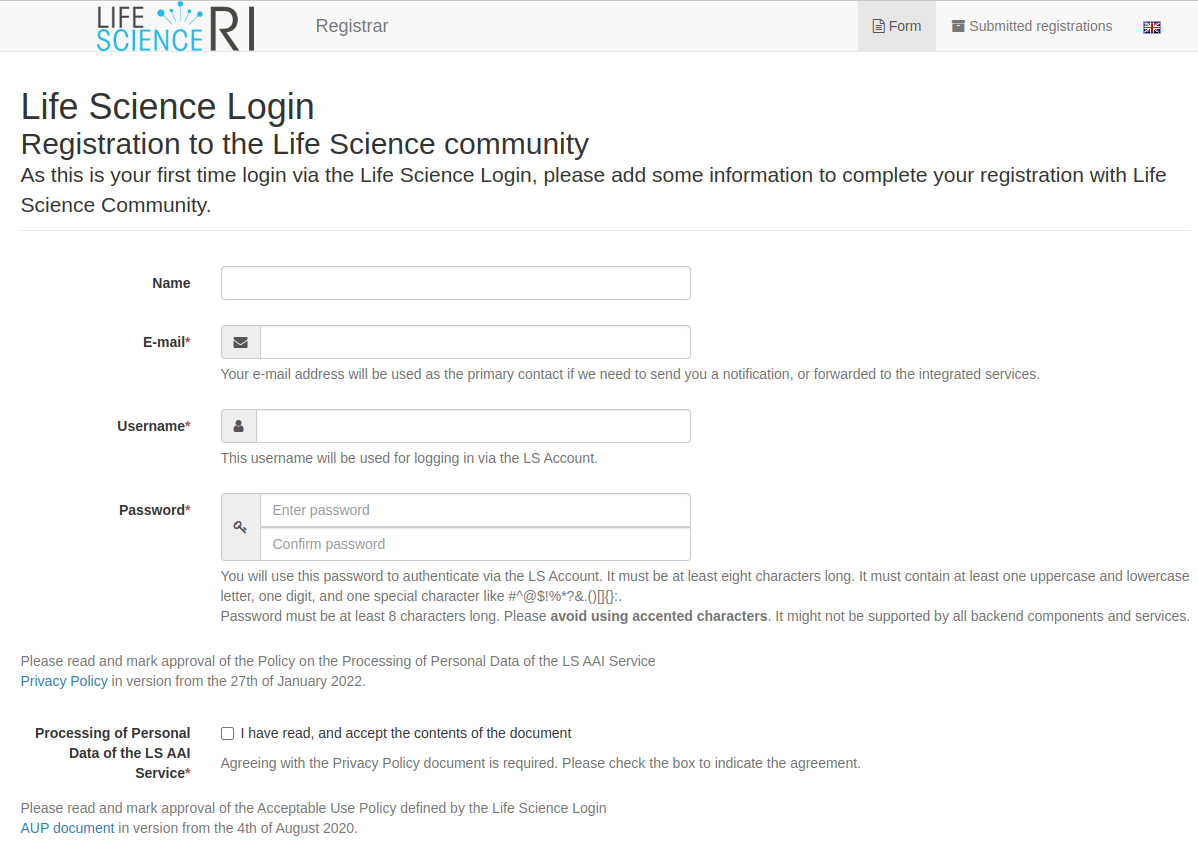 LIFE
SCIENCE RI
Registrar
Form
Submitted registrations
Life Science Login
Registration to the Life Science community
As this is your first time login via the Life Science Login, please add some information to complete your registration with Life
Science Community.
Name
E-mail*
Your e-mail address will be used as the primary contact if we need to send you a notification, or forwarded to the integrated services.
Username*
This username will be used for logging in via the LS Account.
Password*
Enter password
Confirm password
You will use this password to authenticate via the LS Account. It must be at least eight characters long. It must contain at least one uppercase and lowercase
letter, one digit, and one special character like #^@$!%*?&.()[]{}:.
Password must be at least 8 characters long. Please avoid using accented characters. It might not be supported by all backend components and services.
Please read and mark approval of the Policy on the Processing of Personal Data of the LS AAI Service
Privacy Policy in version from the 27th of January 2022.
Processing of Personal
Data of the LS AAI
Service*
I have read, and accept the contents of the document
Agreeing with the Privacy Policy document is required. Please check the box to indicate the agreement.
Please read and mark approval of the Acceptable Use Policy defined by the Life Science Login
AUP document in version from the 4th of August 2020.